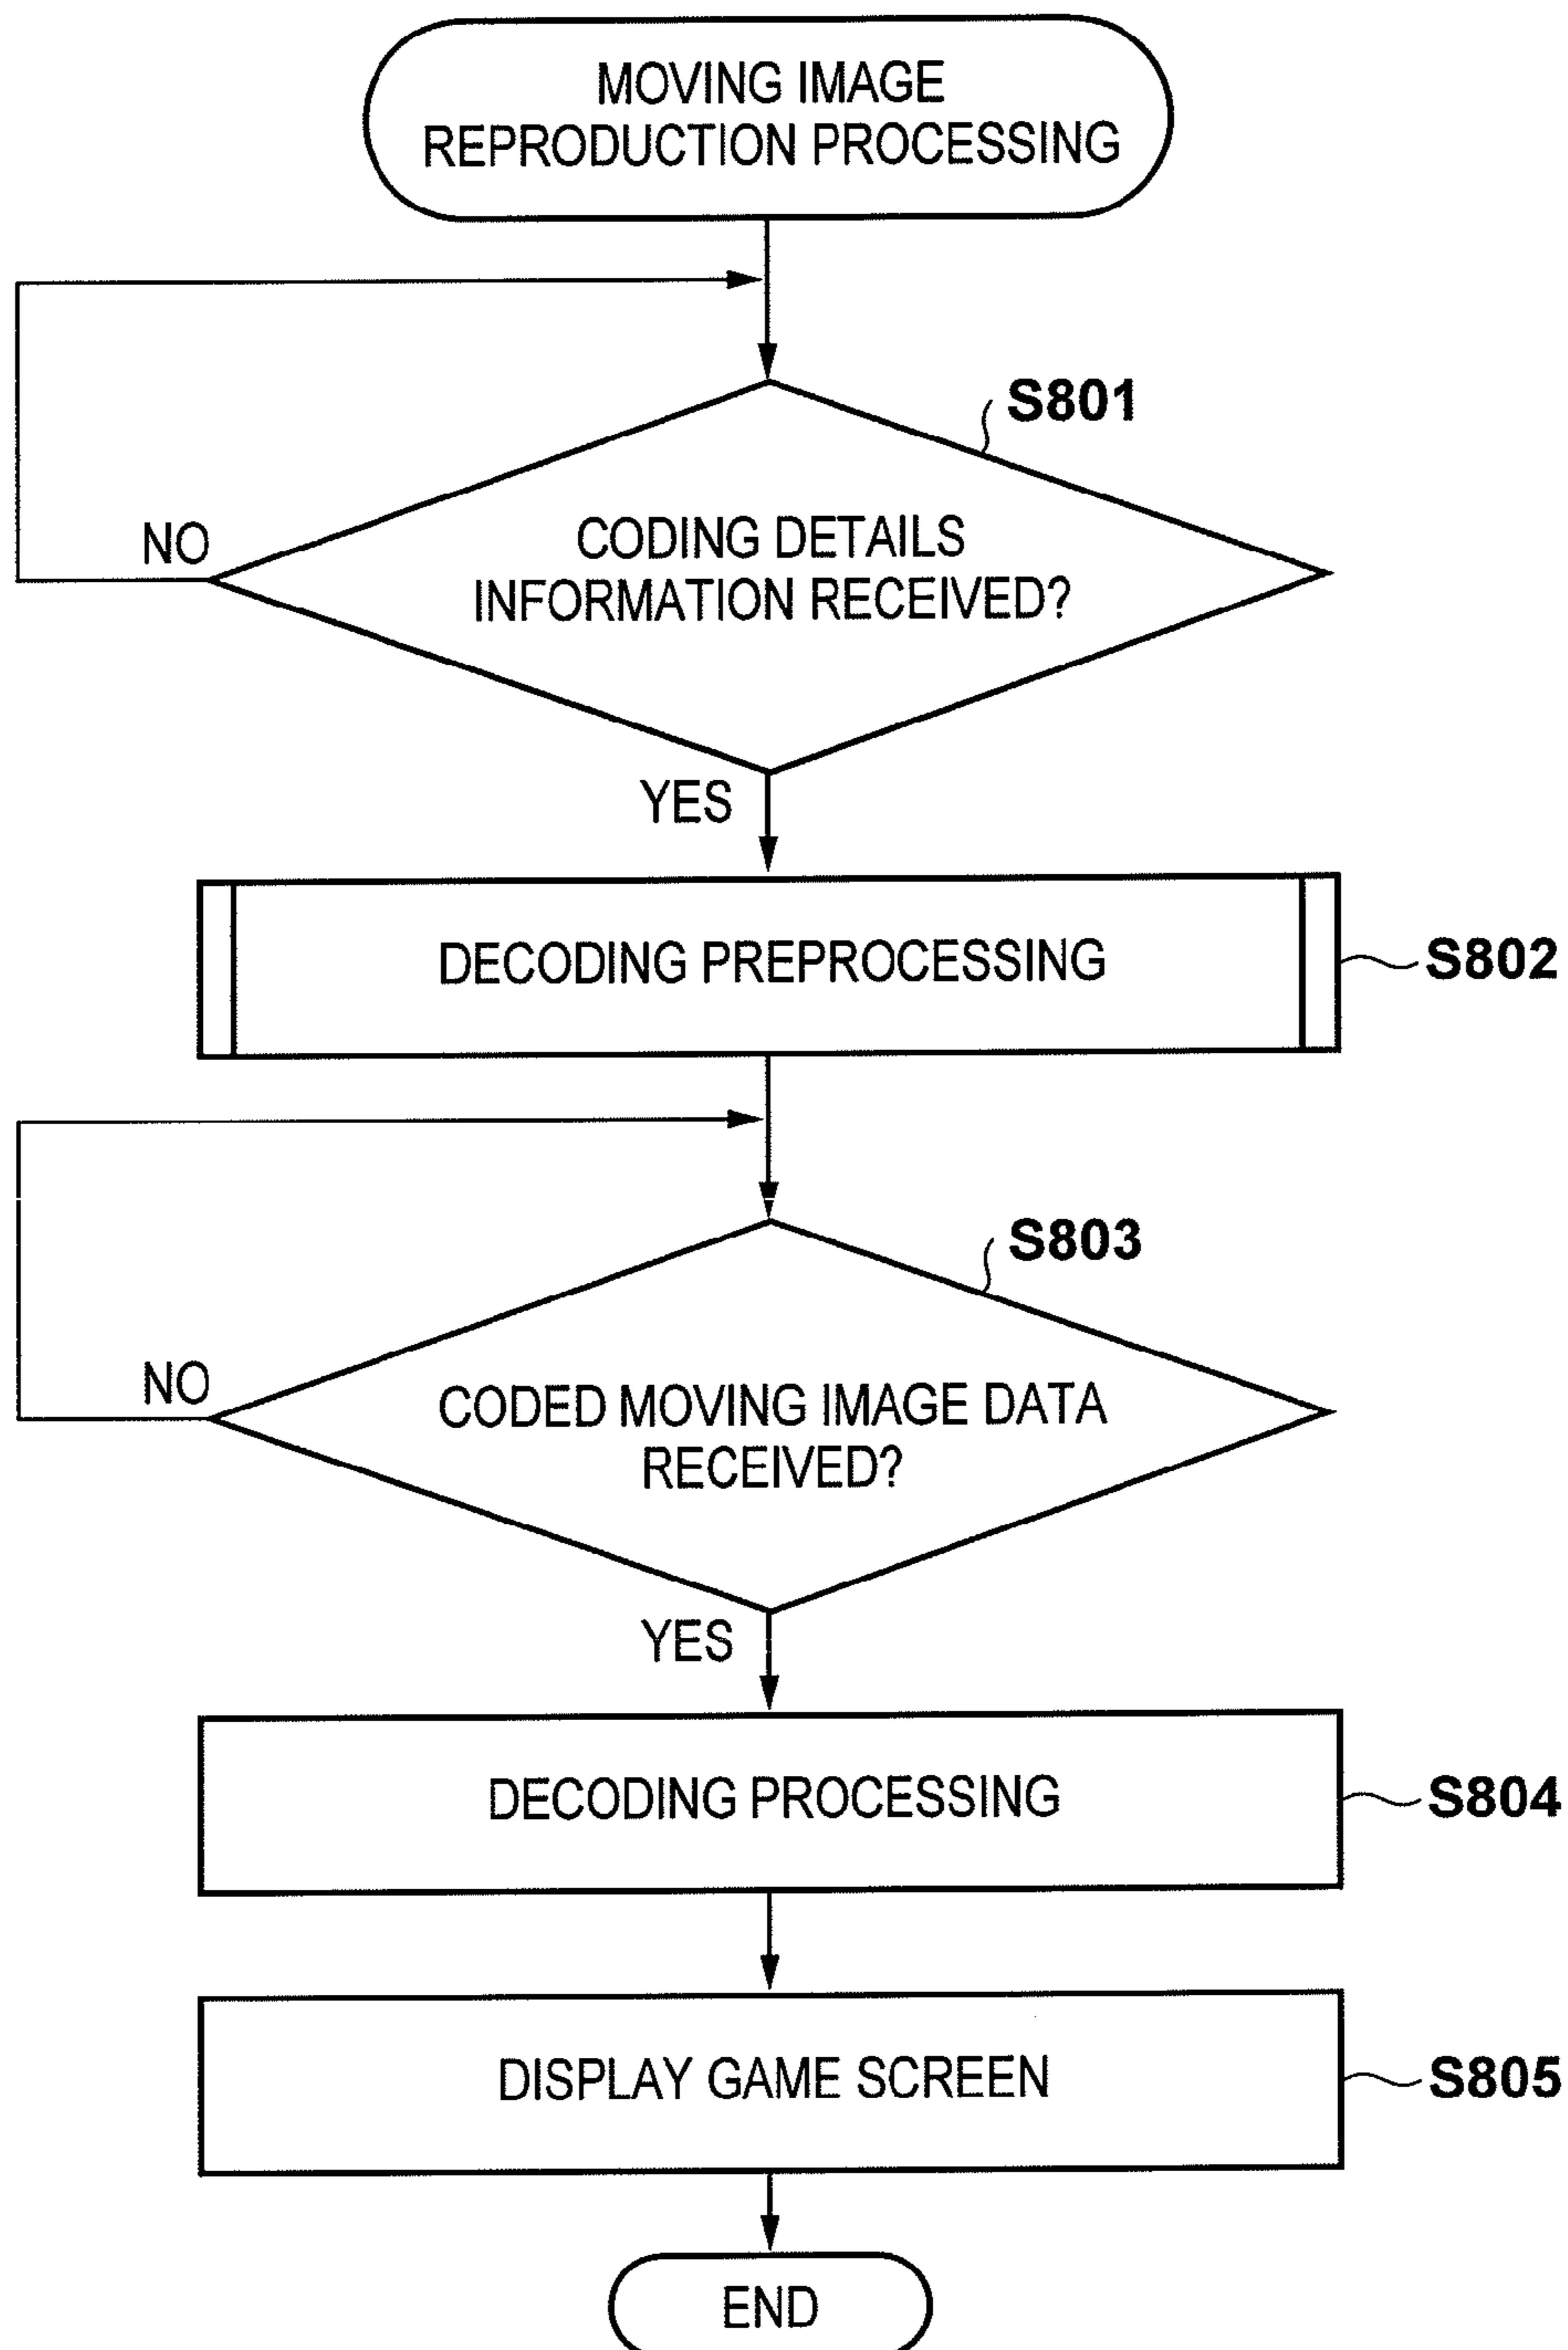 MOVING IMAGE
REPRODUCTION PROCESSING
S801
CODING DETAILS
INFORMATION RECEIVED?
NO
YES
DECODING PREPROCESSING
S802
S803
CODED MOVING IMAGE DATA
RECEIVED?
NO
YES
DECODING PROCESSING
S804
DISPLAY GAME SCREEN
S805
END